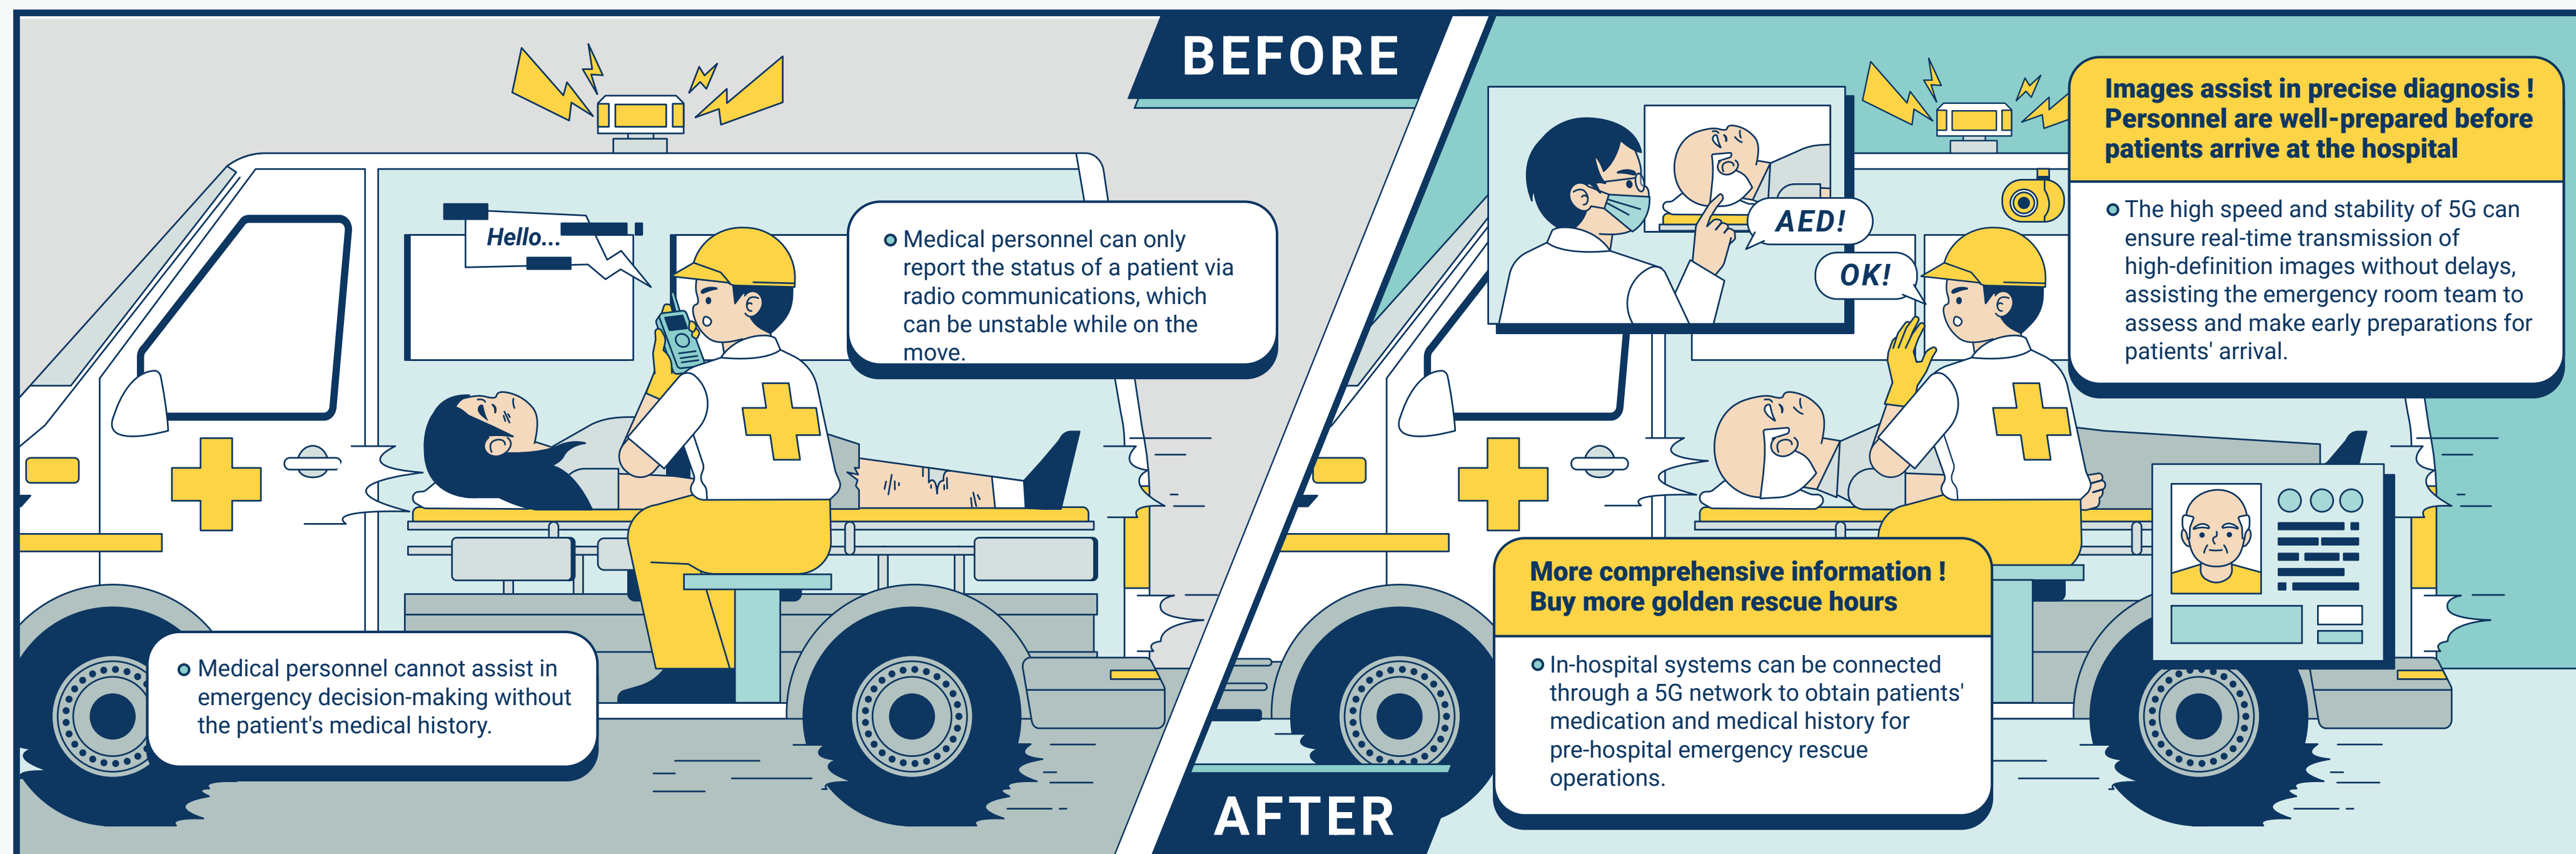 BEFORE
Hello...
Medical personnel can only
report the status of a patient via
radio communications, which
can be unstable while on the
move.
Medical personnel cannot assist in
emergency decision-making without
the patient's medical history.
AFTER
AED!
OK!
Images assist in precise diagnosis !
Personnel are well-prepared before
patients arrive at the hospital
The high speed and stability of 5G can
ensure real-time transmission of
high-definition images without delays,
assisting the emergency room team to
assess and make early preparations for
patients' arrival.
More comprehensive information !
Buy more golden rescue hours
In-hospital systems can be connected
through a 5G network to obtain patients'
medication and medical history for
pre-hospital emergency rescue
operations.